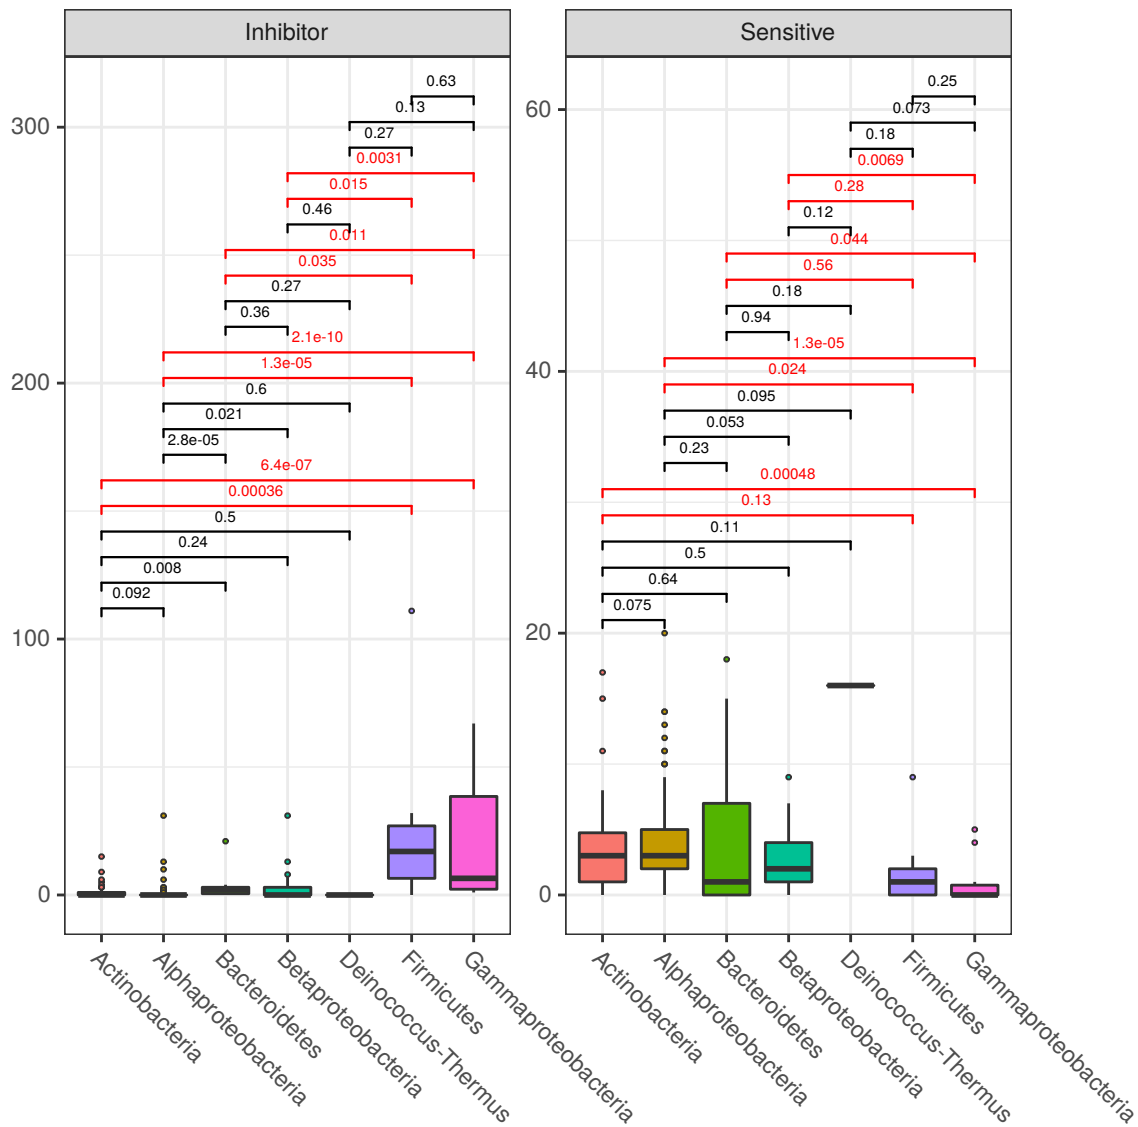 Inhibitor
Sensitive
300
200
100
0
0.63
0.13
0.27
0.0031
0.015
0.46
0.011
0.035
0.27
0.36
2.1e-10
1.3e-05
0.6
0.021
2.8e-05
6.4e-07
0.00036
0.5
0.24
0.008
0.092
60
40
20
0
0.25
0.073
0.18
0.0069
0.28
0.12
0.044
0.56
0.18
0.94
1.3e-05
0.024
0.095
0.053
0.23
0.00048
0.13
0.11
0.5
0.64
0.075
Actinobacteria
Alphaproteobacteria
Bacteroidetes
Betaproteobacteria
Deinococcus-Thermus
Firmicutes
Gammaproteobacteria
Actinobacteria
Alphaproteobacteria
Bacteroidetes
Betaproteobacteria
Deinococcus-Thermus
Firmicutes
Gammaproteobacteria